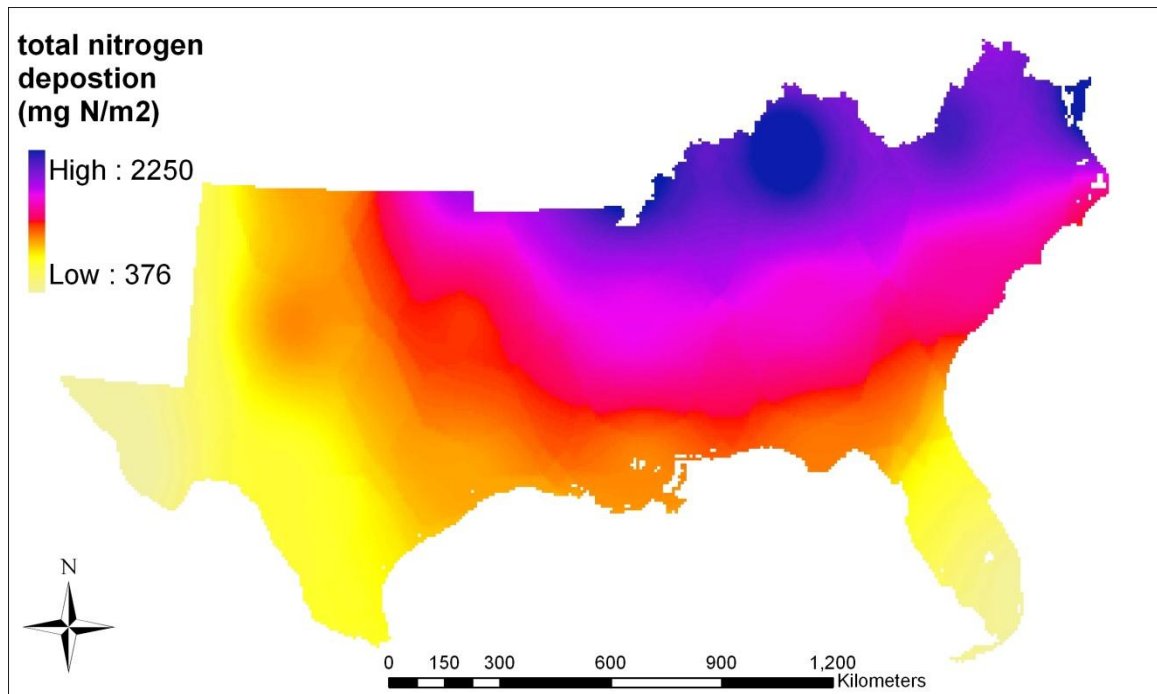 total nitrogen
depostion
(mg N/m2)
High : 2250
Low : 376
N
0 150 300 600 900 1,200
Kilometers